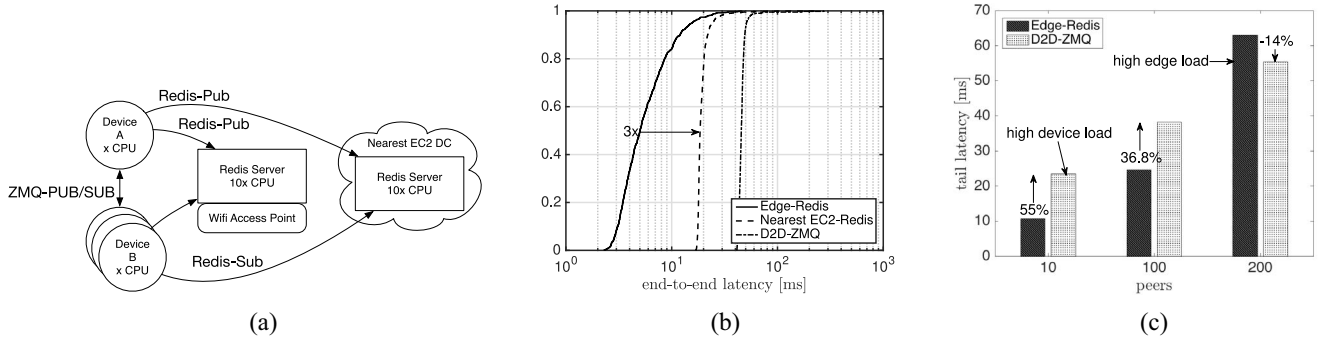 Redis-Pub
Redis-Pub
Device
A
x CPU
Nearest EC2 DC
Redis Server
10x CPU
Redis Server
10x CPU
ZMQ-PUB/SUB
Wifi Access Point
Device
B
x CPU
Redis-Sub
(a)
1
0.8
0.6
0.4
0.2
0
3x
Edge-Redis
Nearest EC2-Redis
D2D-ZMQ
10^0
10^1
10^2
10^3
end-to-end latency [ms]
(b)
70
60
50
40
30
20
10
0
tail latency [ms]
Edge-Redis
D2D-ZMQ
-14%
high edge load
high device load
36.8%
55%
10
100
200
peers
(c)